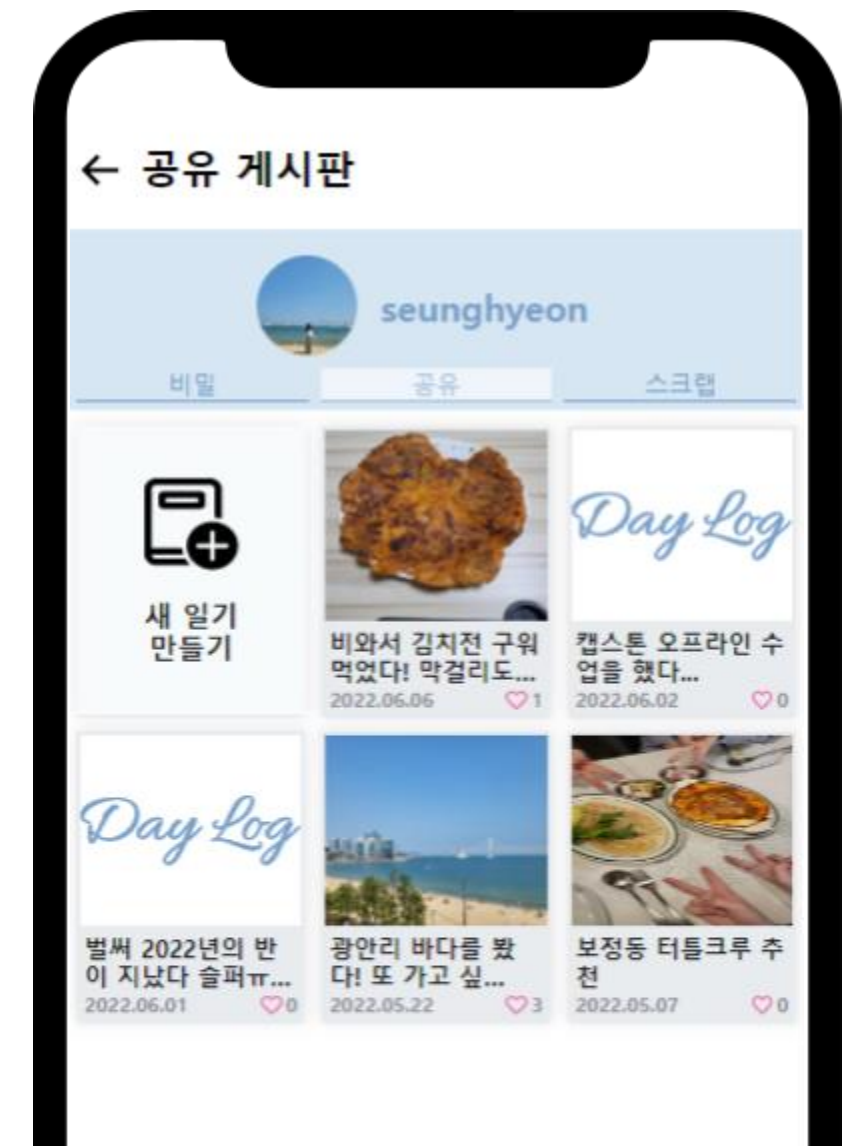 ← 공유 게시판
seunghyeon
비밀 공유 스크랩
새 일기
만들기
비와서 김치전 구워
먹었다! 막걸리도...
2022.06.06 ♡1
Day Log
캡스톤 오프라인 수
업을 했다...
2022.06.02 ♡0
Day Log
벌써 2022년의 반
이 지났다 슬퍼ㅠ...
2022.06.01 ♡0
광안리 바다를 봤
다! 또 가고 싶...
2022.05.22 ♡3
보정동 터틀크루 추
천
2022.05.07 ♡0